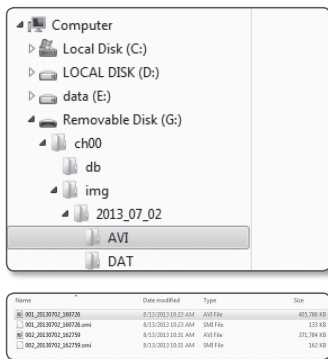 Computer
Local Disk (C:)
LOCAL DISK (D:)
data (E:)
Removable Disk (G:)
ch00
db
img
2013_07_02
AVI
DAT
Name Date modified Type Size
001_20130702_160726 8/13/2013 10:23 AM AVI File 405,786 KB
001_20130702_160726.smi 8/13/2013 10:23 AM SMI File 133 KB
002_20130702_162759 8/13/2013 10:31 AM AVI File 371,784 KB
002_20130702_162759.smi 8/13/2013 10:31 AM SMI File 162 KB